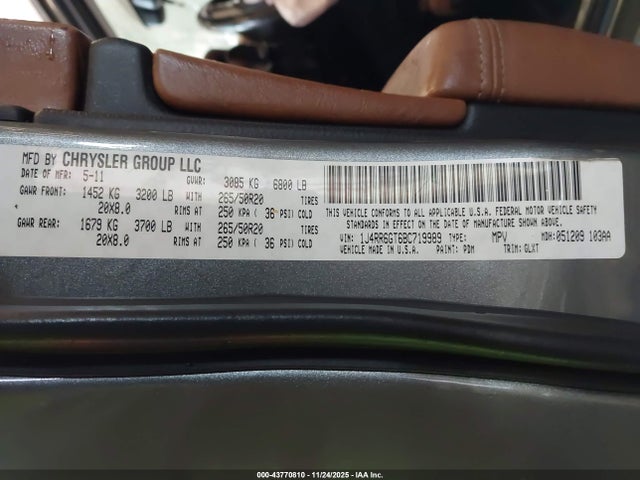 MFD BY CHRYSLER GROUP LLC
DATE OF MFR: 5-11 GVWR: 3085 KG 6800 LB
GAWR FRONT: 1452 KG 3200 LB 265/50R20 TIRES
20X8.0 RIMS AT 250 KPA ( 36 PSI) COLD
GAWR REAR: 1679 KG 3700 LB 265/50R20 TIRES
20X8.0 RIMS AT 250 KPA ( 36 PSI) COLD
THIS VEHICLE CONFORMS TO ALL APPLICABLE U.S.A. FEDERAL MOTOR VEHICLE SAFETY
STANDARDS IN EFFECT ON THE DATE OF MANUFACTURE SHOWN ABOVE.
VIN: 1J4RR6GT6BC719989 TYPE: MPV MDH: 051209 103AA
VEHICLE MADE IN U.S.A. PAINT: PDM TRIM: GLXT
000-43770810 - 11/24/2025 - IAA Inc.